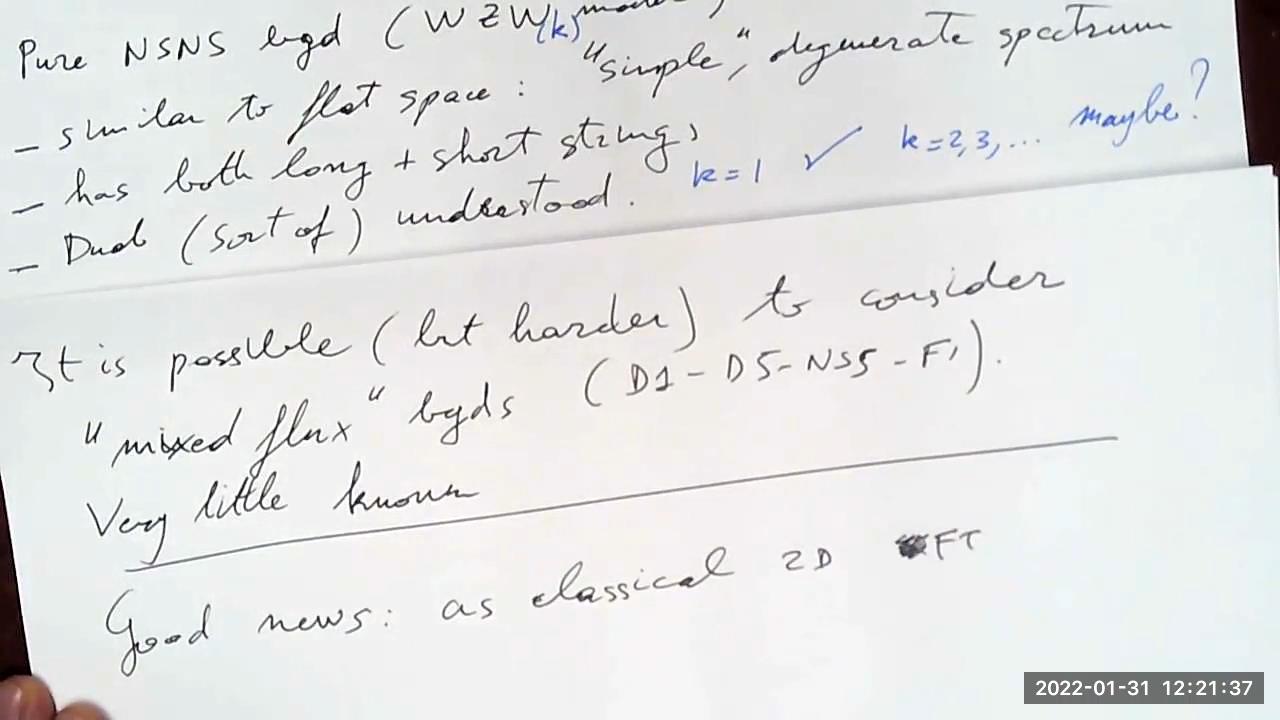 Pure NSNS bgd (WZW(k) model)
- similar to flat space: "simple", degenerate spectrum
- has both long + short strings
- Dual (sort of) understood. k=1 ✓ k=2,3,... maybe?
It is possible (but harder) to consider
"mixed flux" bgds (D1-D5-NS5-F1).
Very little known
Good news: as classical 2D FT
2022-01-31 12:21:37